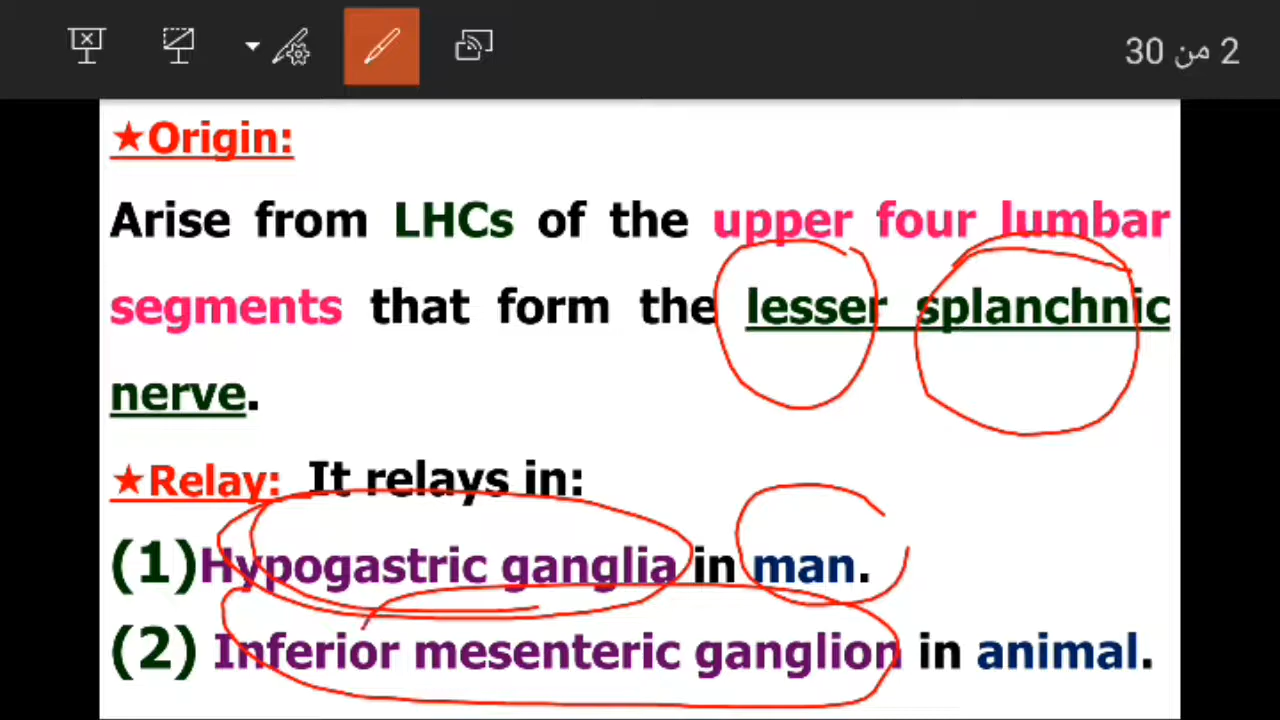 2 من 30
★Origin:
Arise from LHCs of the upper four lumbar
segments that form the lesser splanchnic
nerve.
★Relay: It relays in:
(1)Hypogastric ganglia in man.
(2) Inferior mesenteric ganglion in animal.